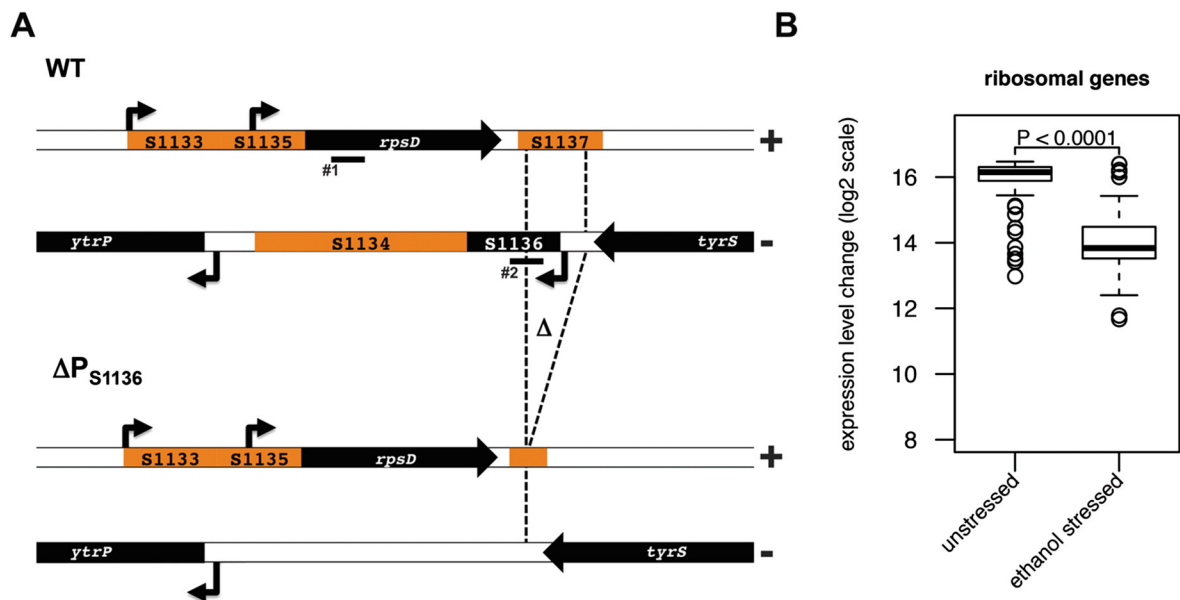 A
WT
S1133 S1135 rpsD S1137 +
#1
ytrP S1134 S1136 tyrS -
#2
Δ
ΔPS1136
S1133 S1135 rpsD +
ytrP tyrS -
B
ribosomal genes
P < 0.0001
expression level change (log2 scale)
16
14
12
10
8
unstressed
ethanol stressed